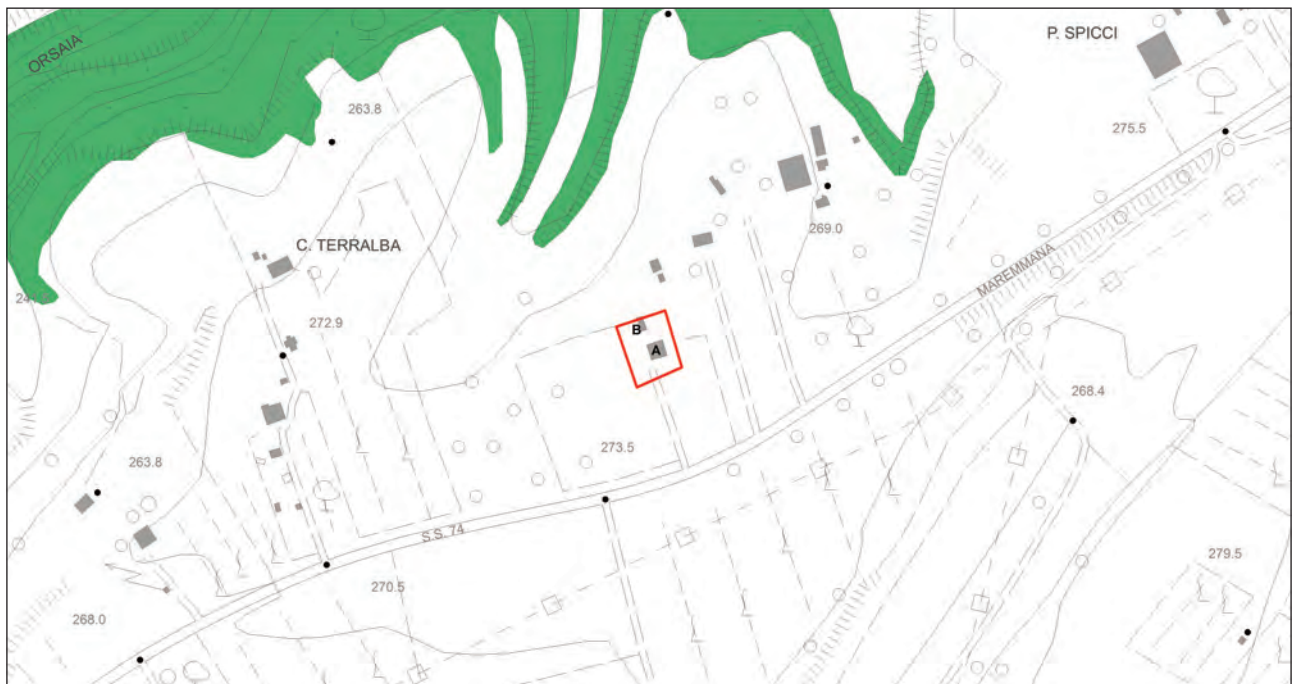 ORSAIA
P. SPICCI
263.8
275.5
269.0
C. TERRALBA
MAREMMANA
272.9
B
A
268.4
273.5
263.8
S.S. 74
279.5
270.5
268.0